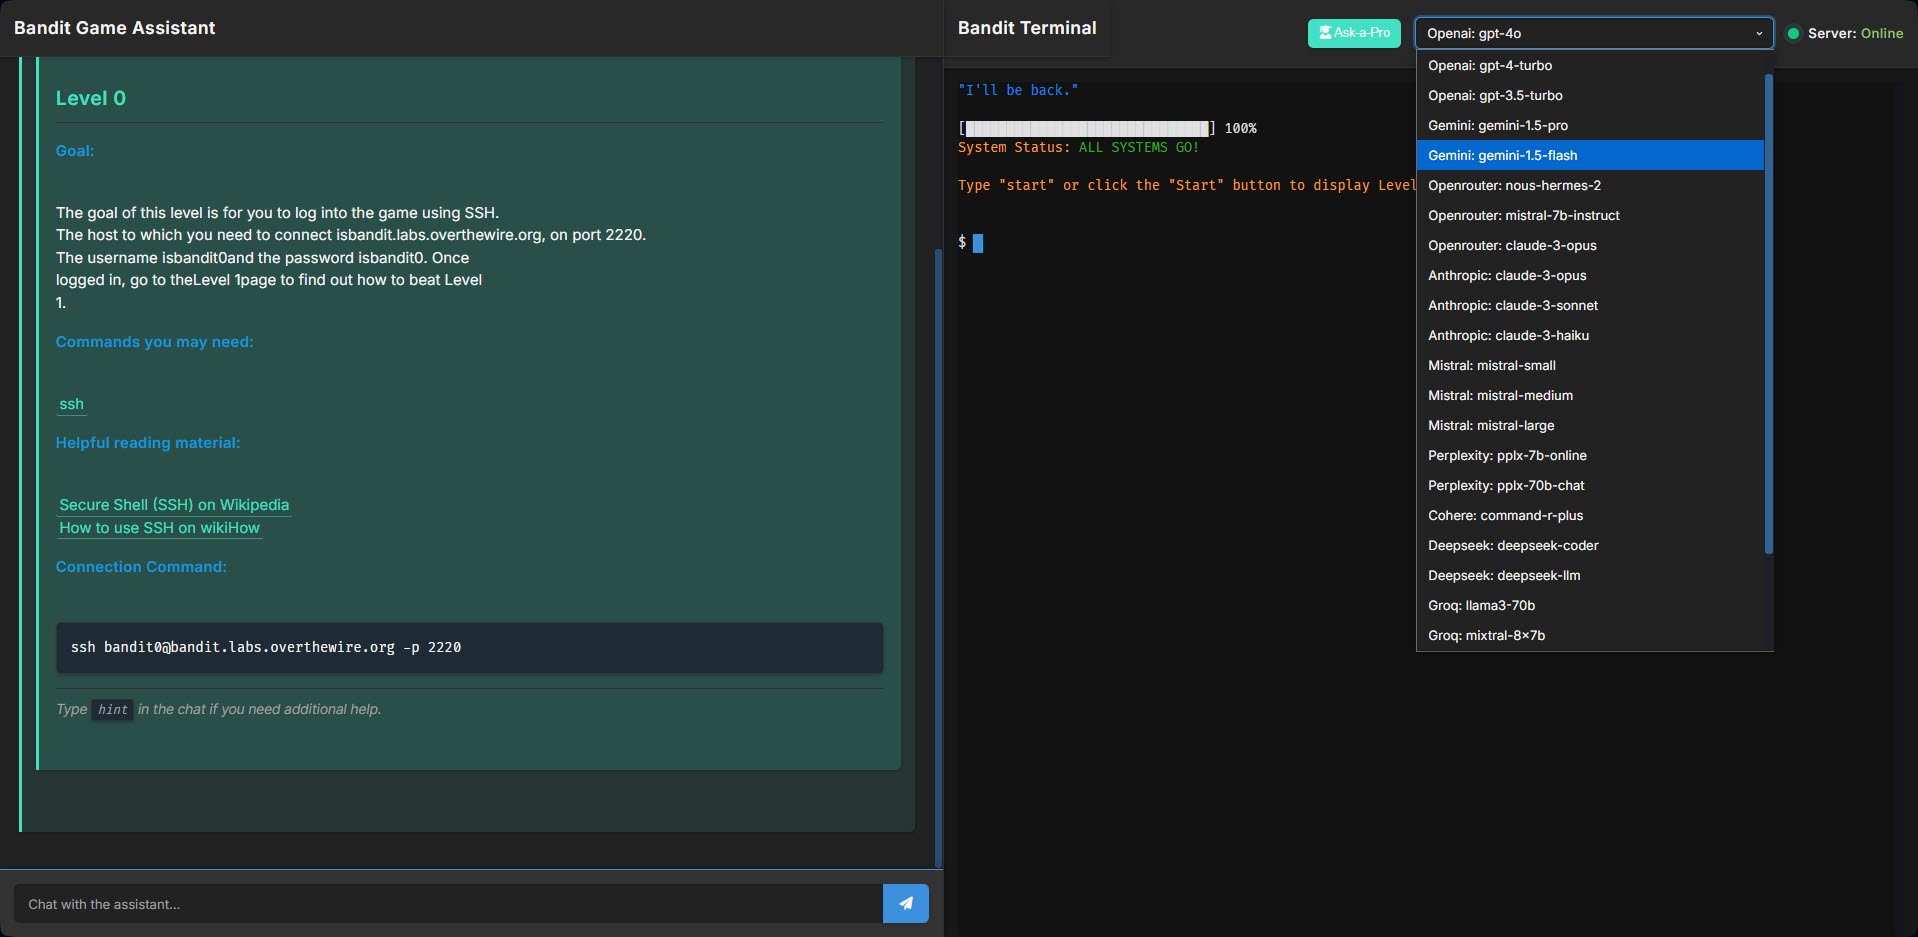 Bandit Game Assistant
Level 0
Goal:
The goal of this level is for you to log into the game using SSH.
The host to which you need to connect isbandit.labs.overthewire.org, on port 2220.
The username isbandit0and the password isbandit0. Once
logged in, go to theLevel 1page to find out how to beat Level
1.
Commands you may need:
ssh
Helpful reading material:
Secure Shell (SSH) on Wikipedia
How to use SSH on wikiHow
Connection Command:
ssh bandit0@bandit.labs.overthewire.org -p 2220
Type hint in the chat if you need additional help.
Chat with the assistant...
Bandit Terminal
Ask-a-Pro
Openai: gpt-4o
Server: Online
"I'll be back."
[██████████████████████████████] 100%
System Status: ALL SYSTEMS GO!
Type "start" or click the "Start" button to display Level
$
Openai: gpt-4-turbo
Openai: gpt-3.5-turbo
Gemini: gemini-1.5-pro
Gemini: gemini-1.5-flash
Openrouter: nous-hermes-2
Openrouter: mistral-7b-instruct
Openrouter: claude-3-opus
Anthropic: claude-3-opus
Anthropic: claude-3-sonnet
Anthropic: claude-3-haiku
Mistral: mistral-small
Mistral: mistral-medium
Mistral: mistral-large
Perplexity: pplx-7b-online
Perplexity: pplx-70b-chat
Cohere: command-r-plus
Deepseek: deepseek-coder
Deepseek: deepseek-llm
Groq: llama3-70b
Groq: mixtral-8x7b